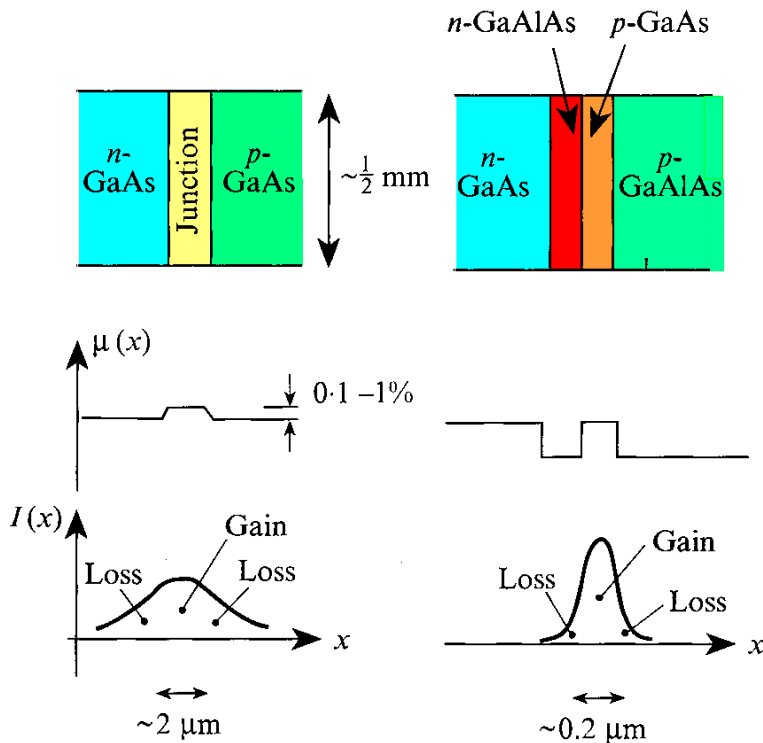 n-GaAlAs p-GaAs
n-
GaAs
Junction
p-
GaAs
~½ mm
n-
GaAs
p-
GaAlAs
μ (x)
0·1 –1%
I (x)
Gain
Loss
Loss
x
Gain
Loss
Loss
x
~2 μm
~0.2 μm